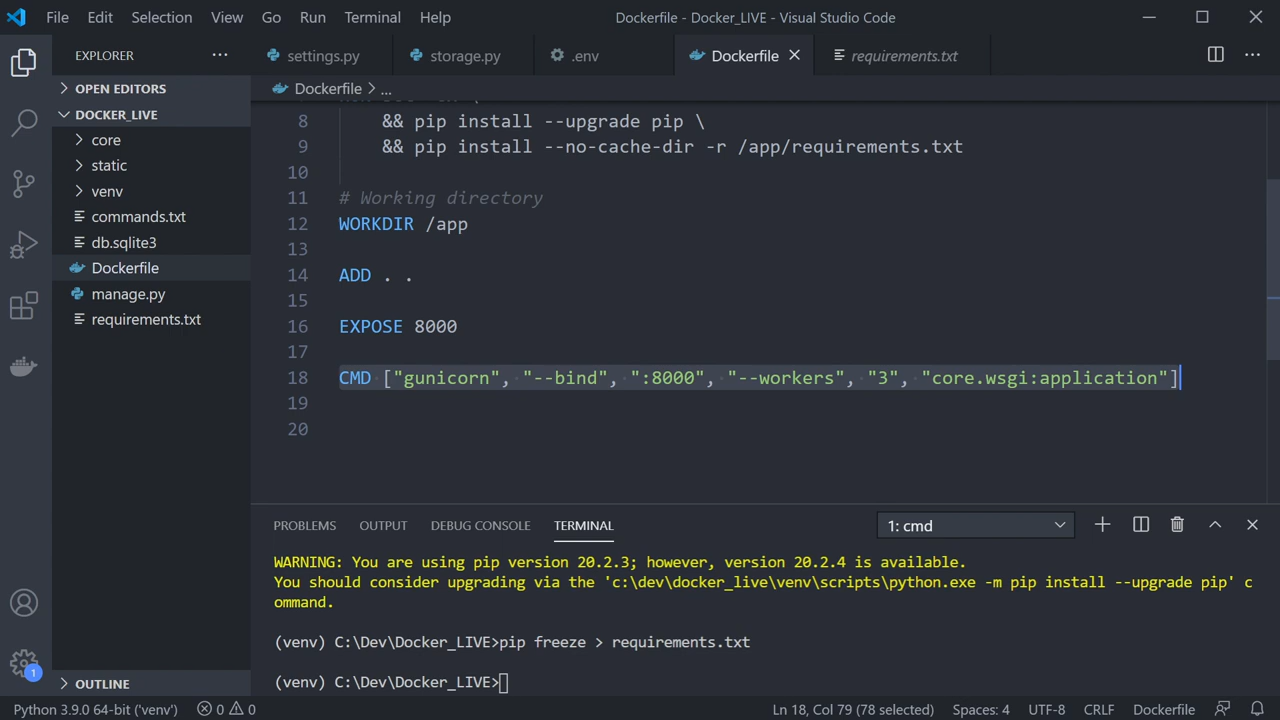 File Edit Selection View Go Run Terminal Help Dockerfile - Docker_LIVE - Visual Studio Code
EXPLORER
settings.py storage.py .env Dockerfile requirements.txt
OPEN EDITORS
DOCKER_LIVE
core
static
venv
commands.txt
db.sqlite3
Dockerfile
manage.py
requirements.txt
OUTLINE
Dockerfile > ...
8 && pip install --upgrade pip \
9 && pip install --no-cache-dir -r /app/requirements.txt
10
11 # Working directory
12 WORKDIR /app
13
14 ADD . .
15
16 EXPOSE 8000
17
18 CMD ["gunicorn", "--bind", ":8000", "--workers", "3", "core.wsgi:application"]
19
20
PROBLEMS OUTPUT DEBUG CONSOLE TERMINAL 1: cmd
WARNING: You are using pip version 20.2.3; however, version 20.2.4 is available.
You should consider upgrading via the 'c:\dev\docker_live\venv\scripts\python.exe -m pip install --upgrade pip' c
ommand.
(venv) C:\Dev\Docker_LIVE>pip freeze > requirements.txt
(venv) C:\Dev\Docker_LIVE>
1
Python 3.9.0 64-bit ('venv') 0 0 Ln 18, Col 79 (78 selected) Spaces: 4 UTF-8 CRLF Dockerfile